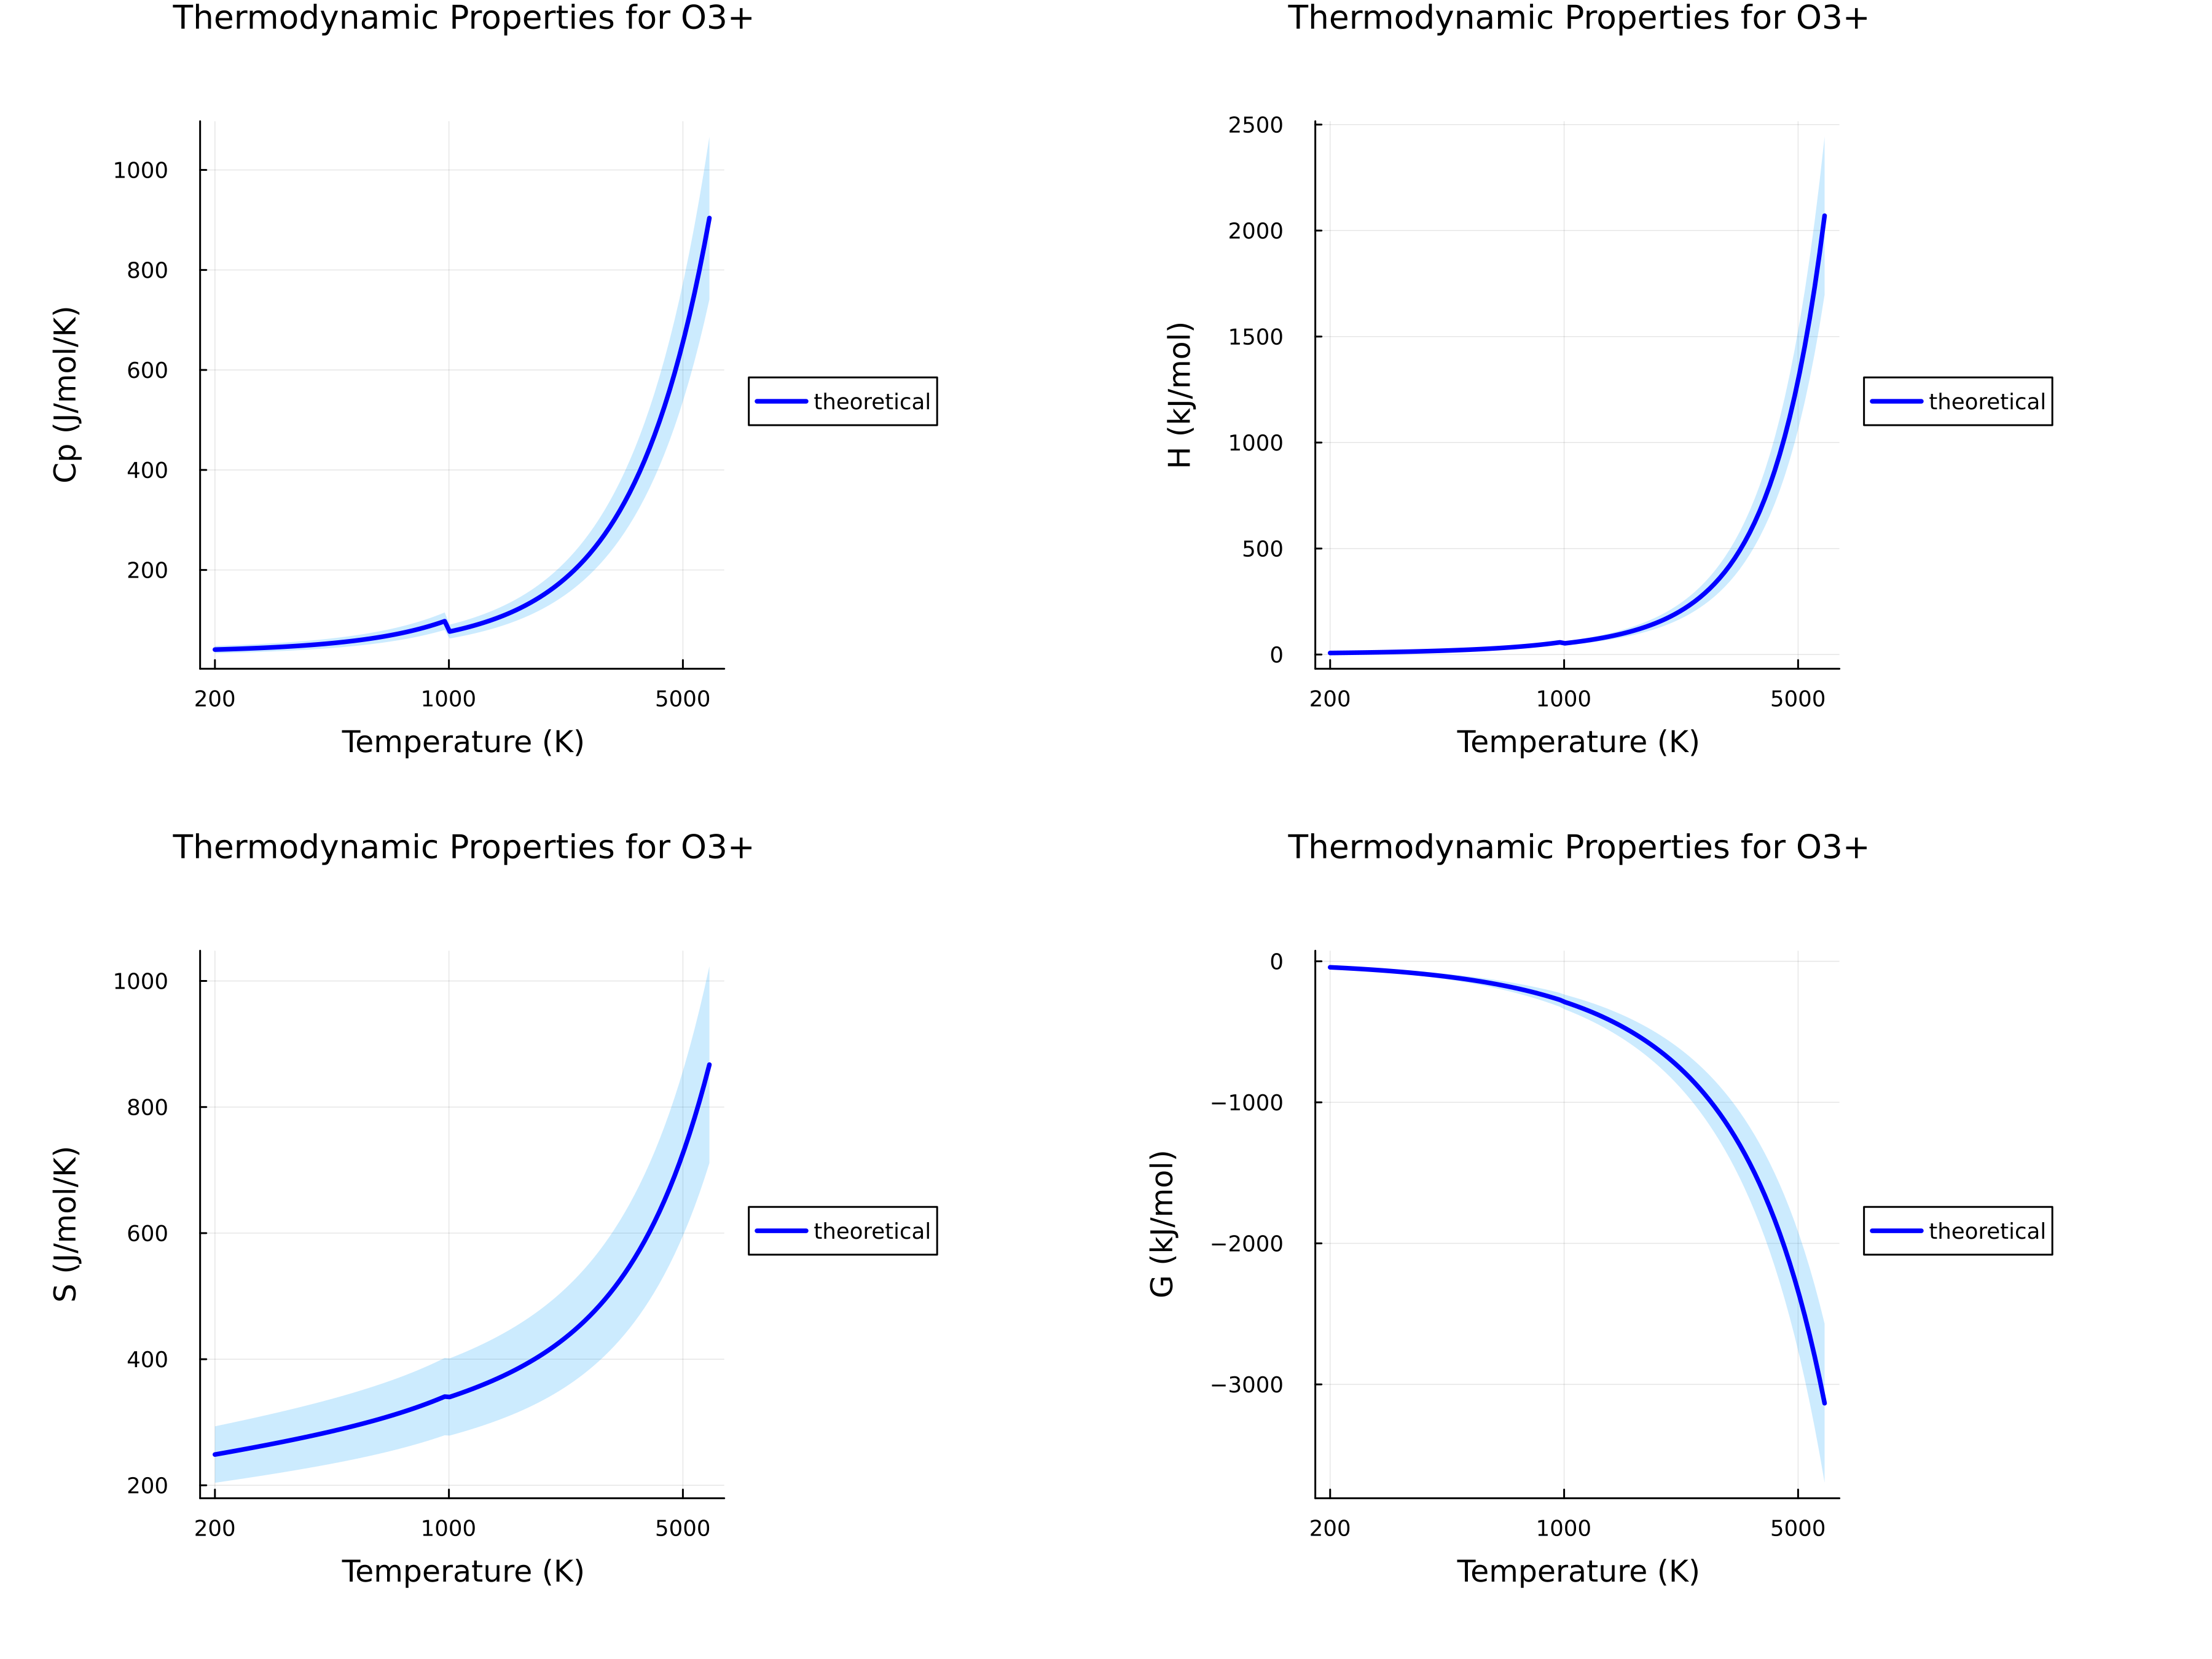 Thermodynamic Properties for O3+
Cp (J/mol/K)
1000
800
600
400
200
200
1000
5000
Temperature (K)
theoretical
Thermodynamic Properties for O3+
H (kJ/mol)
2500
2000
1500
1000
500
0
200
1000
5000
Temperature (K)
theoretical
Thermodynamic Properties for O3+
S (J/mol/K)
1000
800
600
400
200
200
1000
5000
Temperature (K)
theoretical
Thermodynamic Properties for O3+
G (kJ/mol)
0
−1000
−2000
−3000
200
1000
5000
Temperature (K)
theoretical